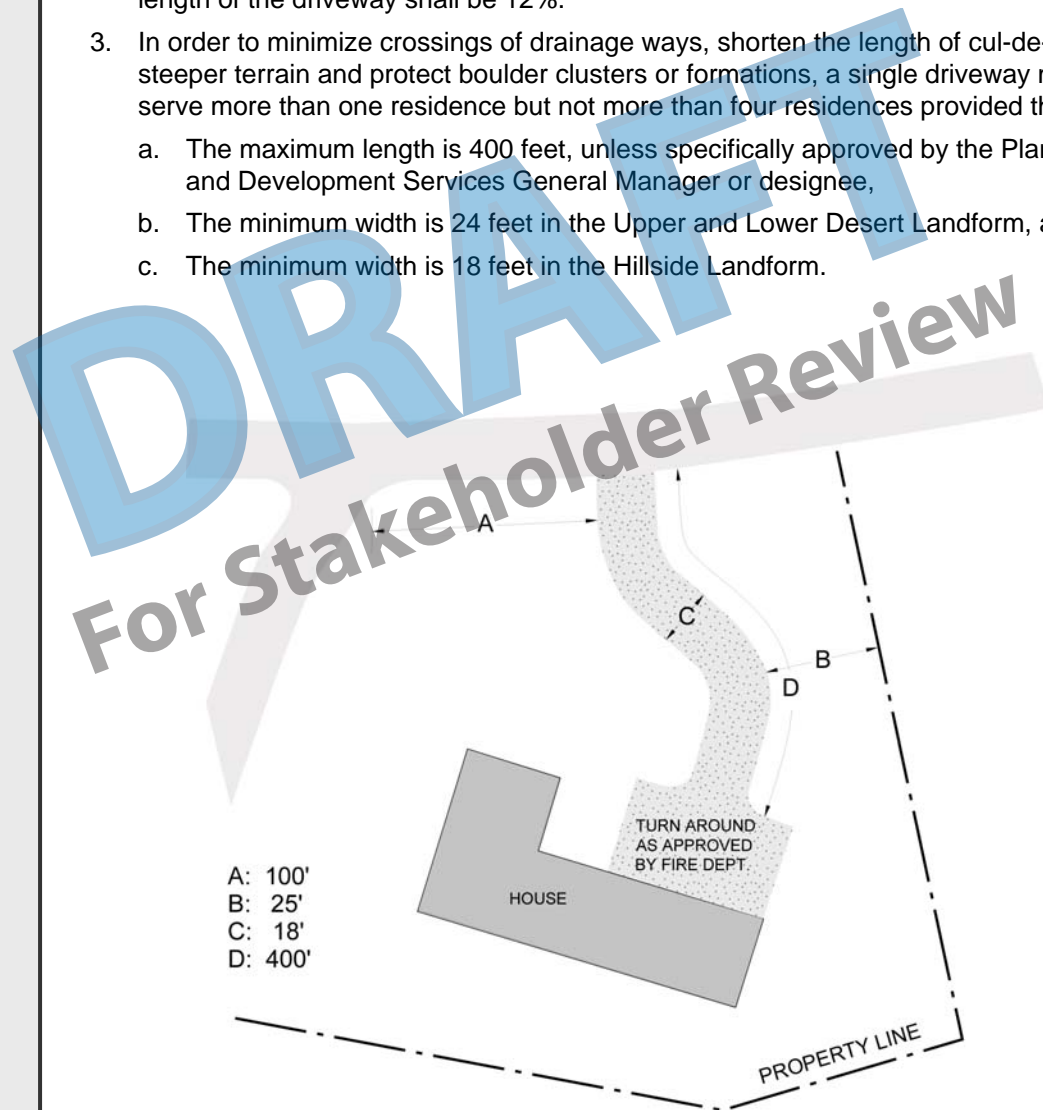 length of the driveway shall be 12%.
3. In order to minimize crossings of drainage ways, shorten the length of cul-de-
steeper terrain and protect boulder clusters or formations, a single driveway
serve more than one residence but not more than four residences provided
a. The maximum length is 400 feet, unless specifically approved by the
and Development Services General Manager or designee,
b. The minimum width is 24 feet in the Upper and Lower Desert Landform,
c. The minimum width is 18 feet in the Hillside Landform.
DRAFT
For Stakeholder Review
A
C
B
D
TURN AROUND
AS APPROVED
BY FIRE DEPT.
HOUSE
A: 100'
B: 25'
C: 18'
D: 400'
PROPERTY LINE